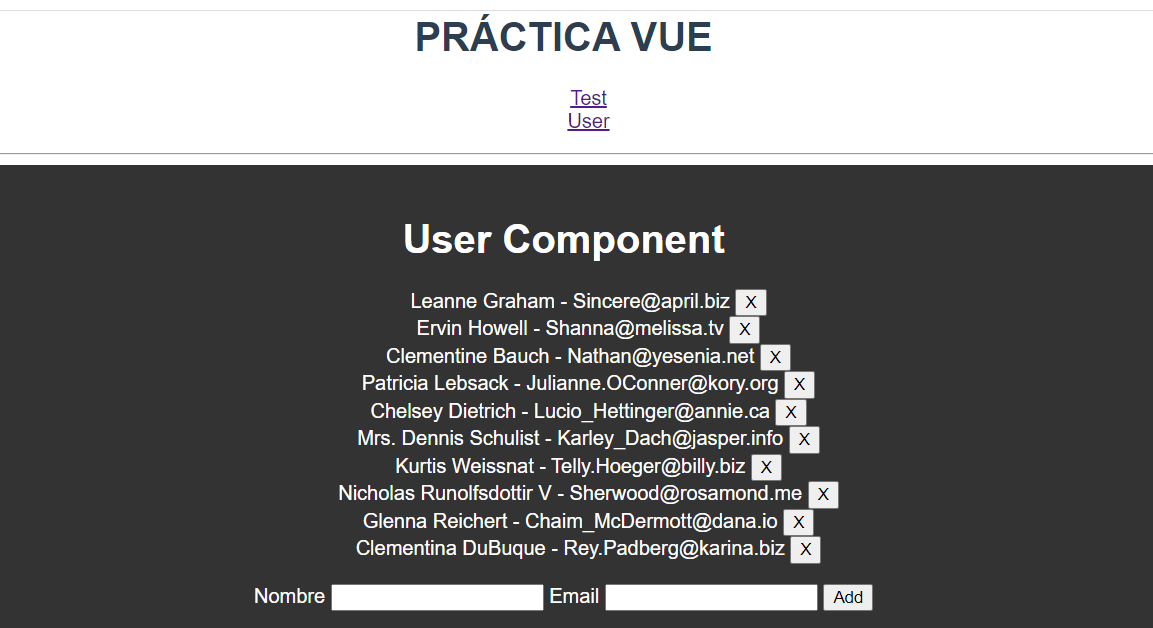 PRÁCTICA VUE
Test
User
User Component
Leanne Graham - Sincere@april.biz X
Ervin Howell - Shanna@melissa.tv X
Clementine Bauch - Nathan@yesenia.net X
Patricia Lebsack - Julianne.OConner@kory.org X
Chelsey Dietrich - Lucio_Hettinger@annie.ca X
Mrs. Dennis Schulist - Karley_Dach@jasper.info X
Kurtis Weissnat - Telly.Hoeger@billy.biz X
Nicholas Runolfsdottir V - Sherwood@rosamond.me X
Glenna Reichert - Chaim_McDermott@dana.io X
Clementina DuBuque - Rey.Padberg@karina.biz X
Nombre Email Add